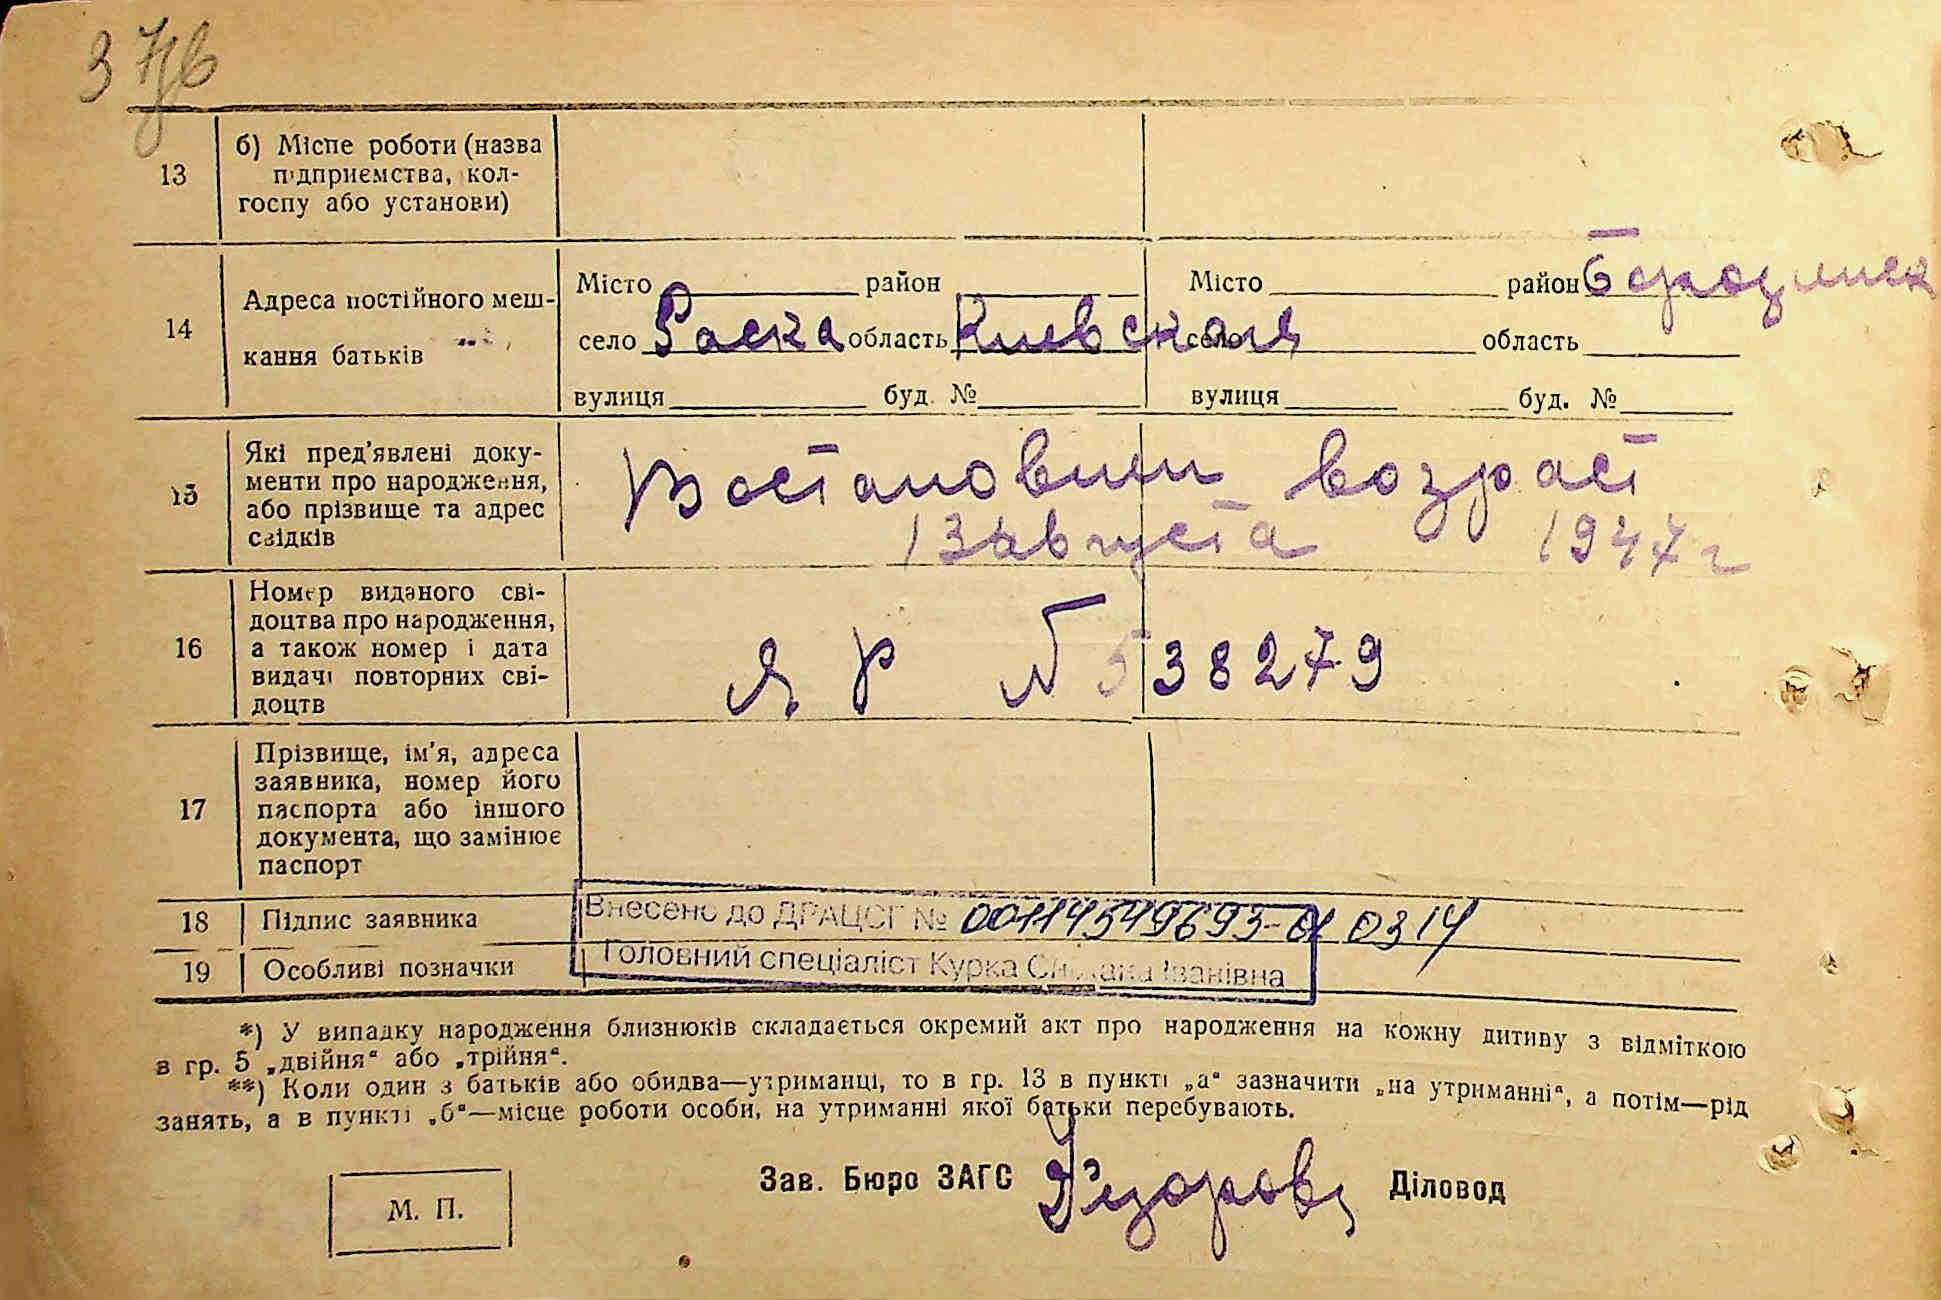 37
13
б) Місце роботи (назва
підприємства, кол-
госпу або установи)
14
Адреса постійного меш-
кання батьків
Місто район
село Раска область Киевская
вулиця буд. №
Місто район
село область
вулиця буд. №
15
Які пред'явлені доку-
менти про народження,
або прізвище та адрес
свідків
Востановили возраст
13 августа 1947 г
16
Номер виданого сві-
доцтва про народження,
а також номер і дата
видачі повторних сві-
доцтв
Я Р № 538279
17
Прізвище, ім'я, адреса
заявника, номер його
паспорта або іншого
документа, що замінює
паспорт
18
Підпис заявника
Внесено до ДРАЦСГ № 00114549693
19
Особливі позначки
Головний спеціаліст Курка Іванівна
*) У випадку народження близнюків складається окремий акт про народження на кожну дитину з відміткою
в гр. 5 „двійня“ або „трійня“.
**) Коли один з батьків або обидва—утриманці, то в гр. 13 в пункті „а“ зазначити „на утриманні“, а потім—рід
занять, а в пункті „б“—місце роботи особи, на утриманні якої батьки перебувають.
М. П.
Зав. Бюро ЗАГС
Діловод